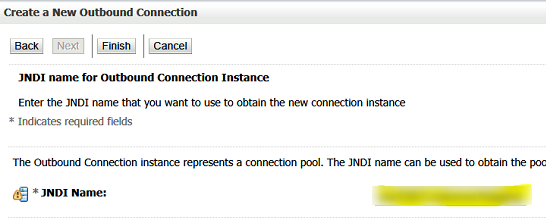 Create a New Outbound Connection
Back Next Finish Cancel
JNDI name for Outbound Connection Instance
Enter the JNDI name that you want to use to obtain the new connection instance
* Indicates required fields
The Outbound Connection instance represents a connection pool. The JNDI name can be used to obtain the poo
* JNDI Name: